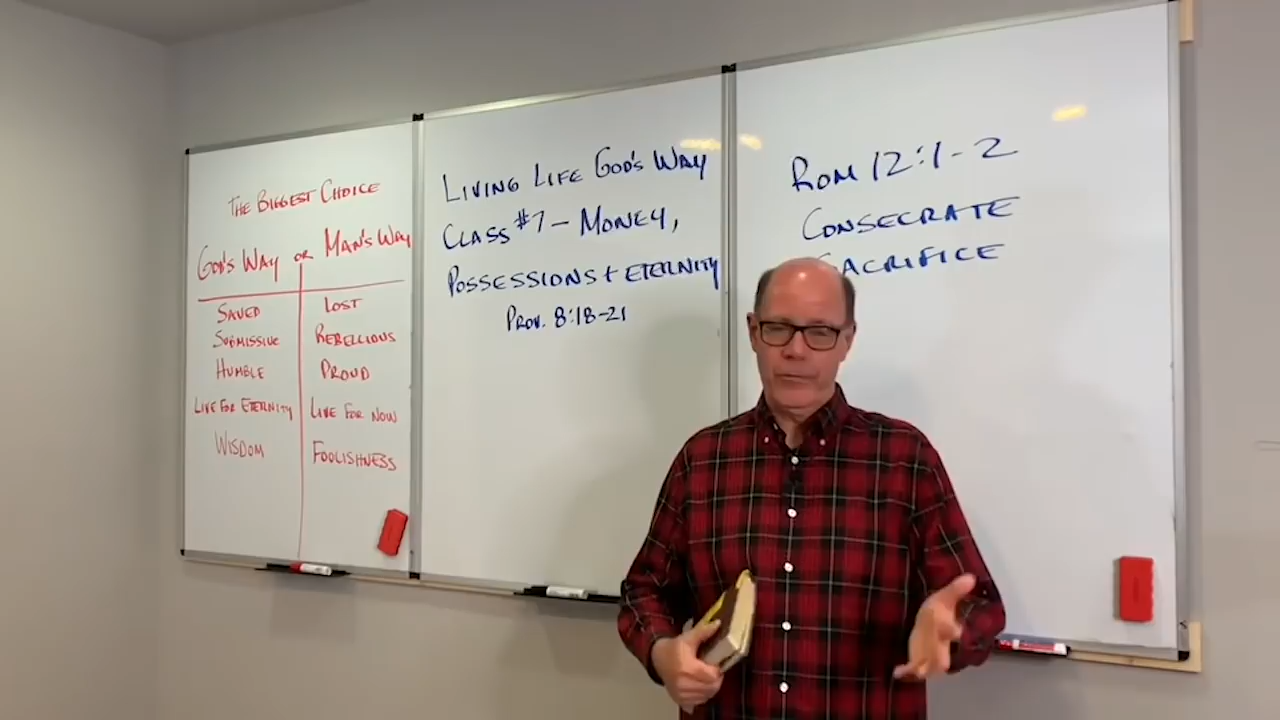 The Biggest Choice
God's Way or Man's Way
Saved Lost
Submissive Rebellious
Humble Proud
Live for Eternity Live for Now
Wisdom Foolishness
Living Life God's Way
Class #7 - Money,
Possessions + Eternity
Prov. 8:18-21
Rom 12:1-2
Consecrate
Sacrifice